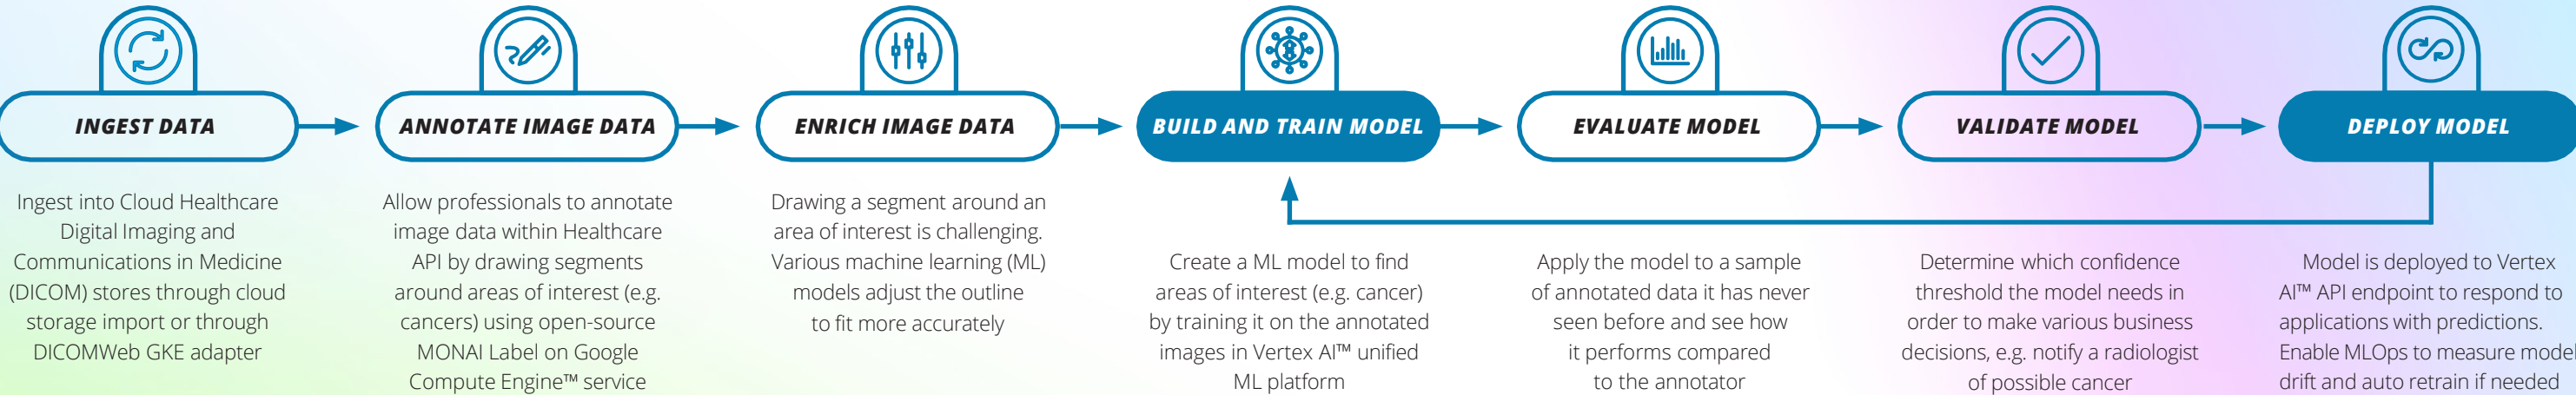 INGEST DATA
Ingest into Cloud Healthcare
Digital Imaging and
Communications in Medicine
(DICOM) stores through cloud
storage import or through
DICOMWeb GKE adapter
ANNOTATE IMAGE DATA
Allow professionals to annotate
image data within Healthcare
API by drawing segments
around areas of interest (e.g.
cancers) using open-source
MONAI Label on Google
Compute Engine™ service
ENRICH IMAGE DATA
Drawing a segment around an
area of interest is challenging.
Various machine learning (ML)
models adjust the outline
to fit more accurately
BUILD AND TRAIN MODEL
Create a ML model to find
areas of interest (e.g. cancer)
by training it on the annotated
images in Vertex AI™ unified
ML platform
EVALUATE MODEL
Apply the model to a sample
of annotated data it has never
seen before and see how
it performs compared
to the annotator
VALIDATE MODEL
Determine which confidence
threshold the model needs in
order to make various business
decisions, e.g. notify a radiologist
of possible cancer
DEPLOY MODEL
Model is deployed to Vertex
AI™ API endpoint to respond to
applications with predictions.
Enable MLOps to measure model
drift and auto retrain if needed